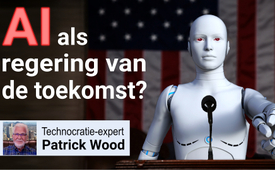 AI als
regering van
de toekomst?
Technocratie-expert
Patrick Wood